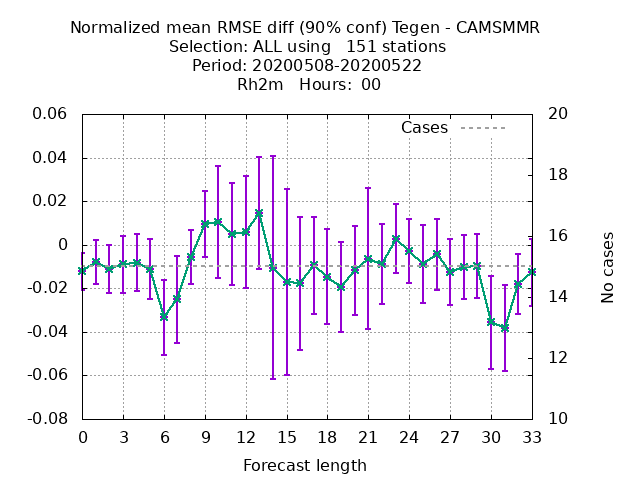 Normalized mean RMSE diff (90% conf) Tegen - CAMSMMR
Selection: ALL using   151 stations
Period: 20200508-20200522
Rh2m   Hours:  00
Cases
0.06
0.04
0.02
0
-0.02
-0.04
-0.06
-0.08
20
18
16
14
12
10
No cases
0 3 6 9 12 15 18 21 24 27 30 33
Forecast length